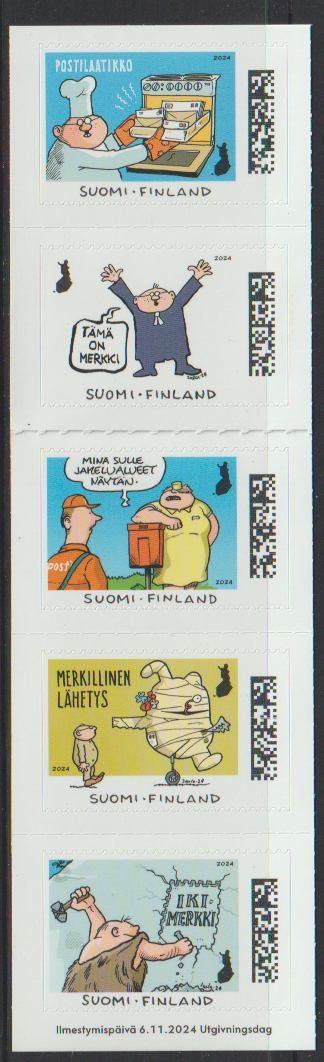 POSTILAATIKKO
2024
SUOMI·FINLAND
2024
TÄMÄ
ON
MERKKI
SUOMI·FINLAND
MINÄ SULLE
JAKELUALUEET
NÄYTÄN.
post
2024
SUOMI·FINLAND
MERKILLINEN
LÄHETYS
2024
SUOMI·FINLAND
2024
IKI-
MERKKI
SUOMI·FINLAND
Ilmestymispäivä 6.11.2024 Utgivningsdag